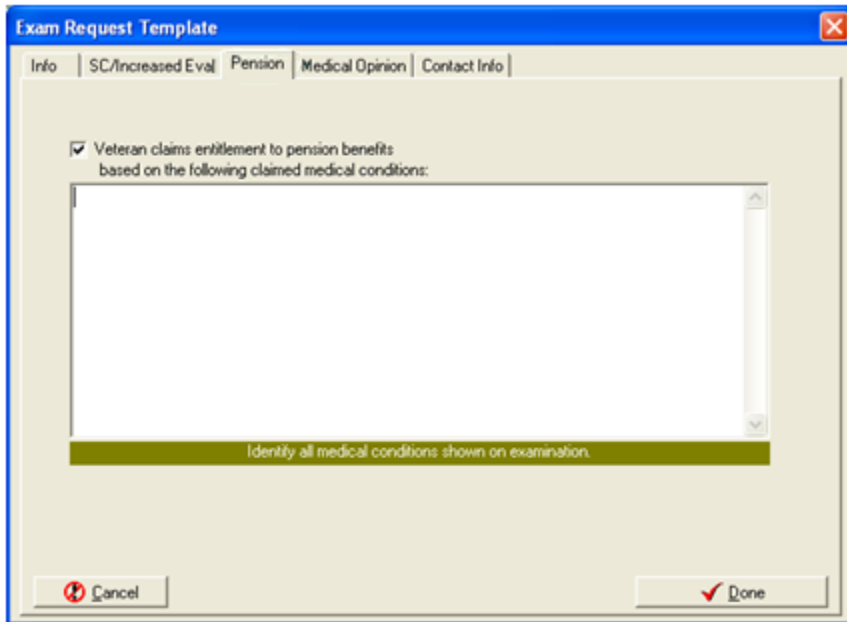 Exam Request Template
Info SC/Increased Eval Pension Medical Opinion Contact Info
Veteran claims entitlement to pension benefits
based on the following claimed medical conditions:
Identify all medical conditions shown on examination.
Cancel Done